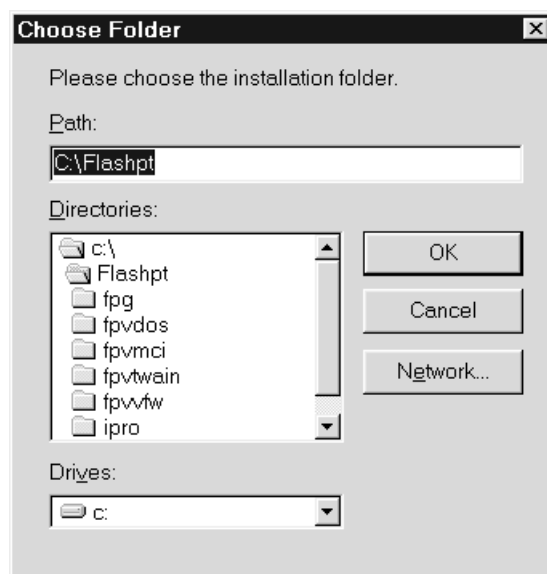 Choose Folder
Please choose the installation folder.
Path:
C:\Flashpt
Directories:
c:\
Flashpt
fpg
fpvdos
fpvmci
fpvtwain
fpvvfw
ipro
OK
Cancel
Network...
Drives:
c: